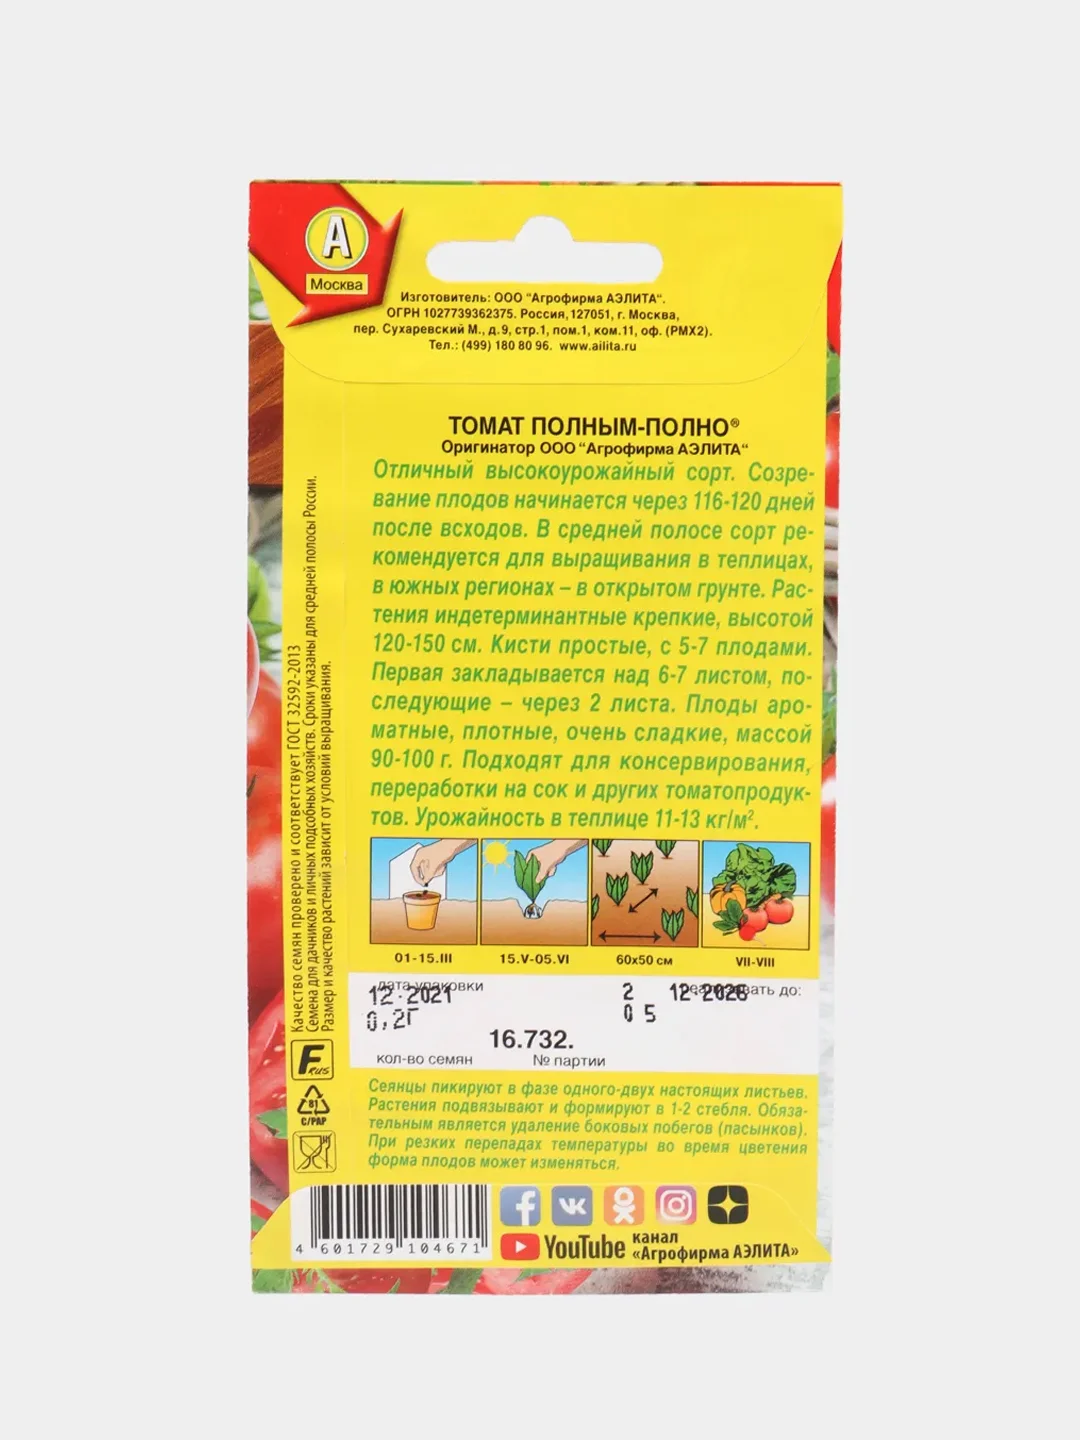 А
Москва
Изготовитель: ООО "Агрофирма АЭЛИТА".
ОГРН 1027739362375. Россия,127051, г. Москва,
пер. Сухаревский М., д.9, стр.1, пом.1, ком.11, оф. (РМХ2).
Тел.: (499) 180 80 96. www.ailita.ru
ТОМАТ ПОЛНЫМ-ПОЛНО®
Оригинатор ООО "Агрофирма АЭЛИТА"
Отличный высокоурожайный сорт. Созре-
вание плодов начинается через 116-120 дней
после всходов. В средней полосе сорт ре-
комендуется для выращивания в теплицах,
в южных регионах – в открытом грунте. Рас-
тения индетерминантные крепкие, высотой
120-150 см. Кисти простые, с 5-7 плодами.
Первая закладывается над 6-7 листом, по-
следующие – через 2 листа. Плоды аро-
матные, плотные, очень сладкие, массой
90-100 г. Подходят для консервирования,
переработки на сок и других томатопродук-
тов. Урожайность в теплице 11-13 кг/м².
01-15.III
15.V-05.VI
60x50 см
VII-VIII
дата упаковки
реализовать до:
12.2021
2
12.2026
0,2Г
0 5
16.732.
кол-во семян
№ партии
Сеянцы пикируют в фазе одного-двух настоящих листьев.
Растения подвязывают и формируют в 1-2 стебля. Обяза-
тельным является удаление боковых побегов (пасынков).
При резких перепадах температуры во время цветения
форма плодов может изменяться.
Качество семян проверено и соответствует ГОСТ 32592-2013
Семена для дачников и личных подсобных хозяйств. Сроки указаны для средней полосы России.
Размер и качество растений зависит от условий выращивания.
F rus
81
C/PAP
4 601729 104671
YouTube
канал
«Агрофирма АЭЛИТА»